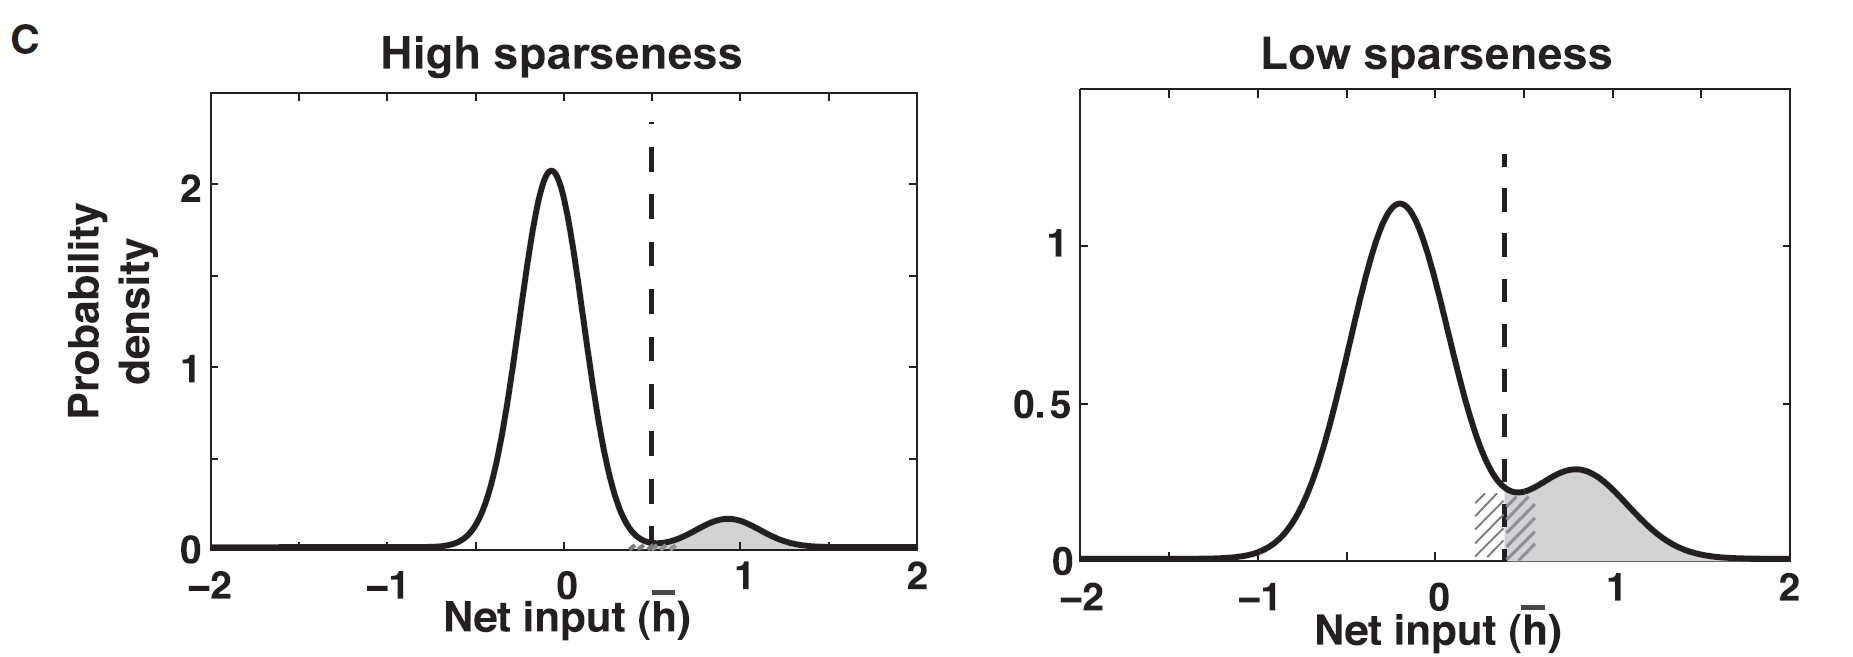 C
High sparseness
Probability
density
2
1
0
−2
−1
0
1
2
Net input (h̅)
Low sparseness
1
0.5
0
−2
−1
0
1
2
Net input (h̅)